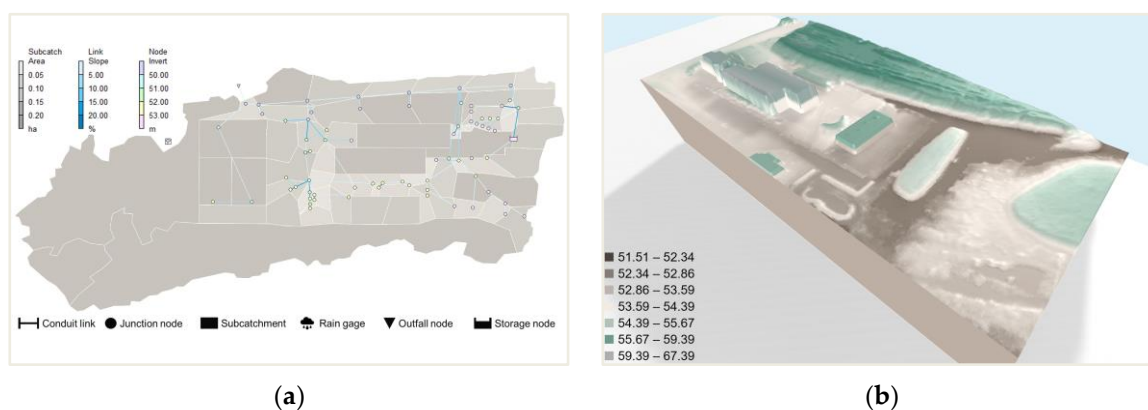 Subcatch Link Node
Area Slope Invert
0.05 5.00 50.00
0.10 10.00 51.00
0.15 15.00 52.00
0.20 20.00 53.00
ha % m
Conduit link Junction node Subcatchment Rain gage Outfall node Storage node
(a)
51.51 – 52.34
52.34 – 52.86
52.86 – 53.59
53.59 – 54.39
54.39 – 55.67
55.67 – 59.39
59.39 – 67.39
(b)